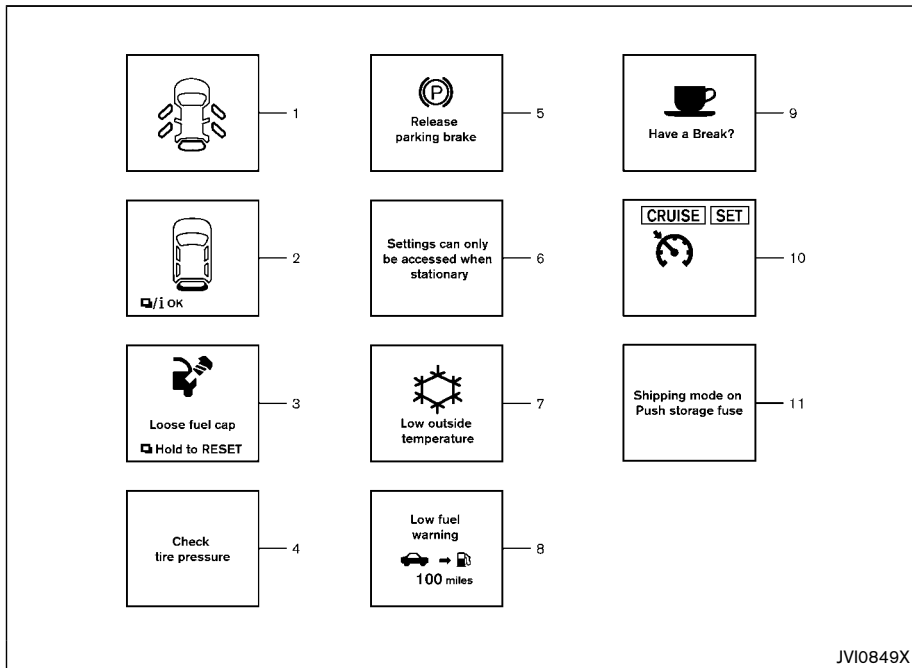 1
5
Release
parking brake
9
Have a Break?
2
/i OK
6
Settings can only
be accessed when
stationary
10
CRUISE SET
3
Loose fuel cap
Hold to RESET
7
Low outside
temperature
11
Shipping mode on
Push storage fuse
4
Check
tire pressure
8
Low fuel
warning
100 miles
P
JVI0849X